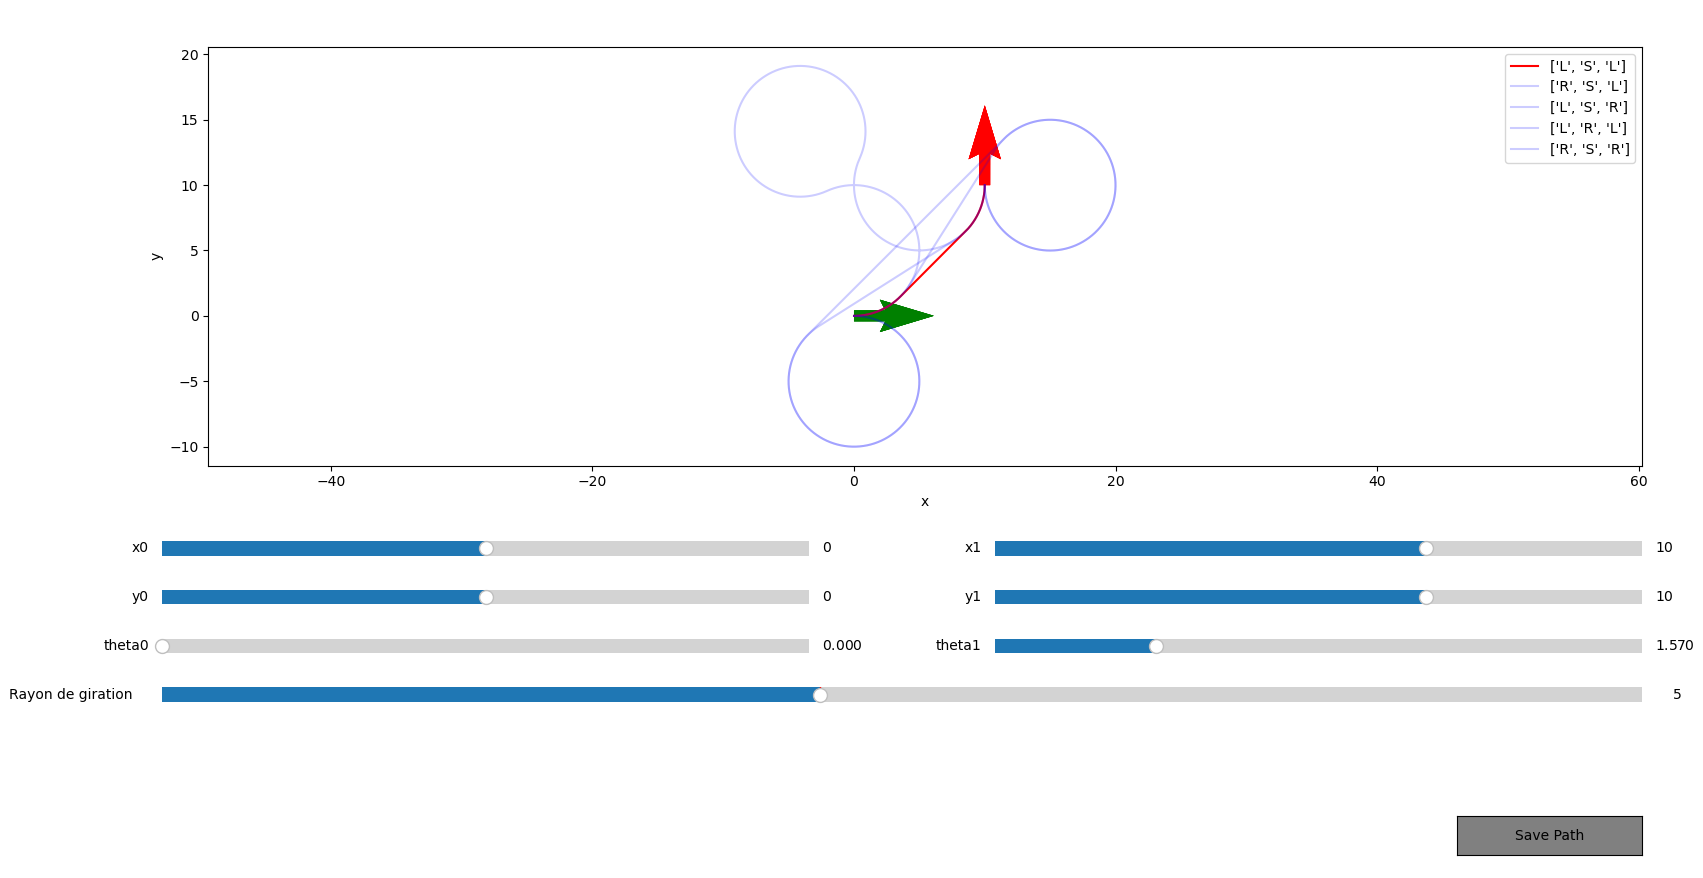 20
15
10
5
0
−5
−10
y
−40
−20
0
20
40
60
x
['L', 'S', 'L']
['R', 'S', 'L']
['L', 'S', 'R']
['L', 'R', 'L']
['R', 'S', 'R']
x0 0 x1 10
y0 0 y1 10
theta0 0.000 theta1 1.570
Rayon de giration 5
Save Path